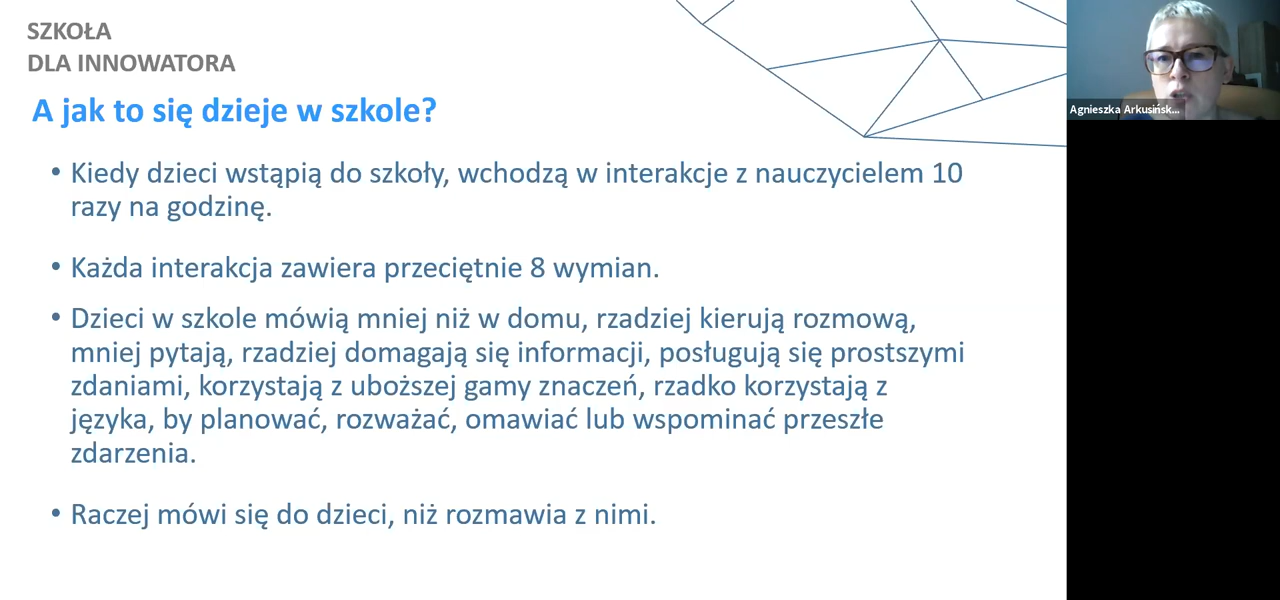 SZKOŁA
DLA INNOWATORA
A jak to się dzieje w szkole?
• Kiedy dzieci wstąpią do szkoły, wchodzą w interakcje z nauczycielem 10
razy na godzinę.
• Każda interakcja zawiera przeciętnie 8 wymian.
• Dzieci w szkole mówią mniej niż w domu, rzadziej kierują rozmową,
mniej pytają, rzadziej domagają się informacji, posługują się prostszymi
zdaniami, korzystają z uboższej gamy znaczeń, rzadko korzystają z
języka, by planować, rozważać, omawiać lub wspominać przeszłe
zdarzenia.
• Raczej mówi się do dzieci, niż rozmawia z nimi.
Agnieszka Arkusińsk...